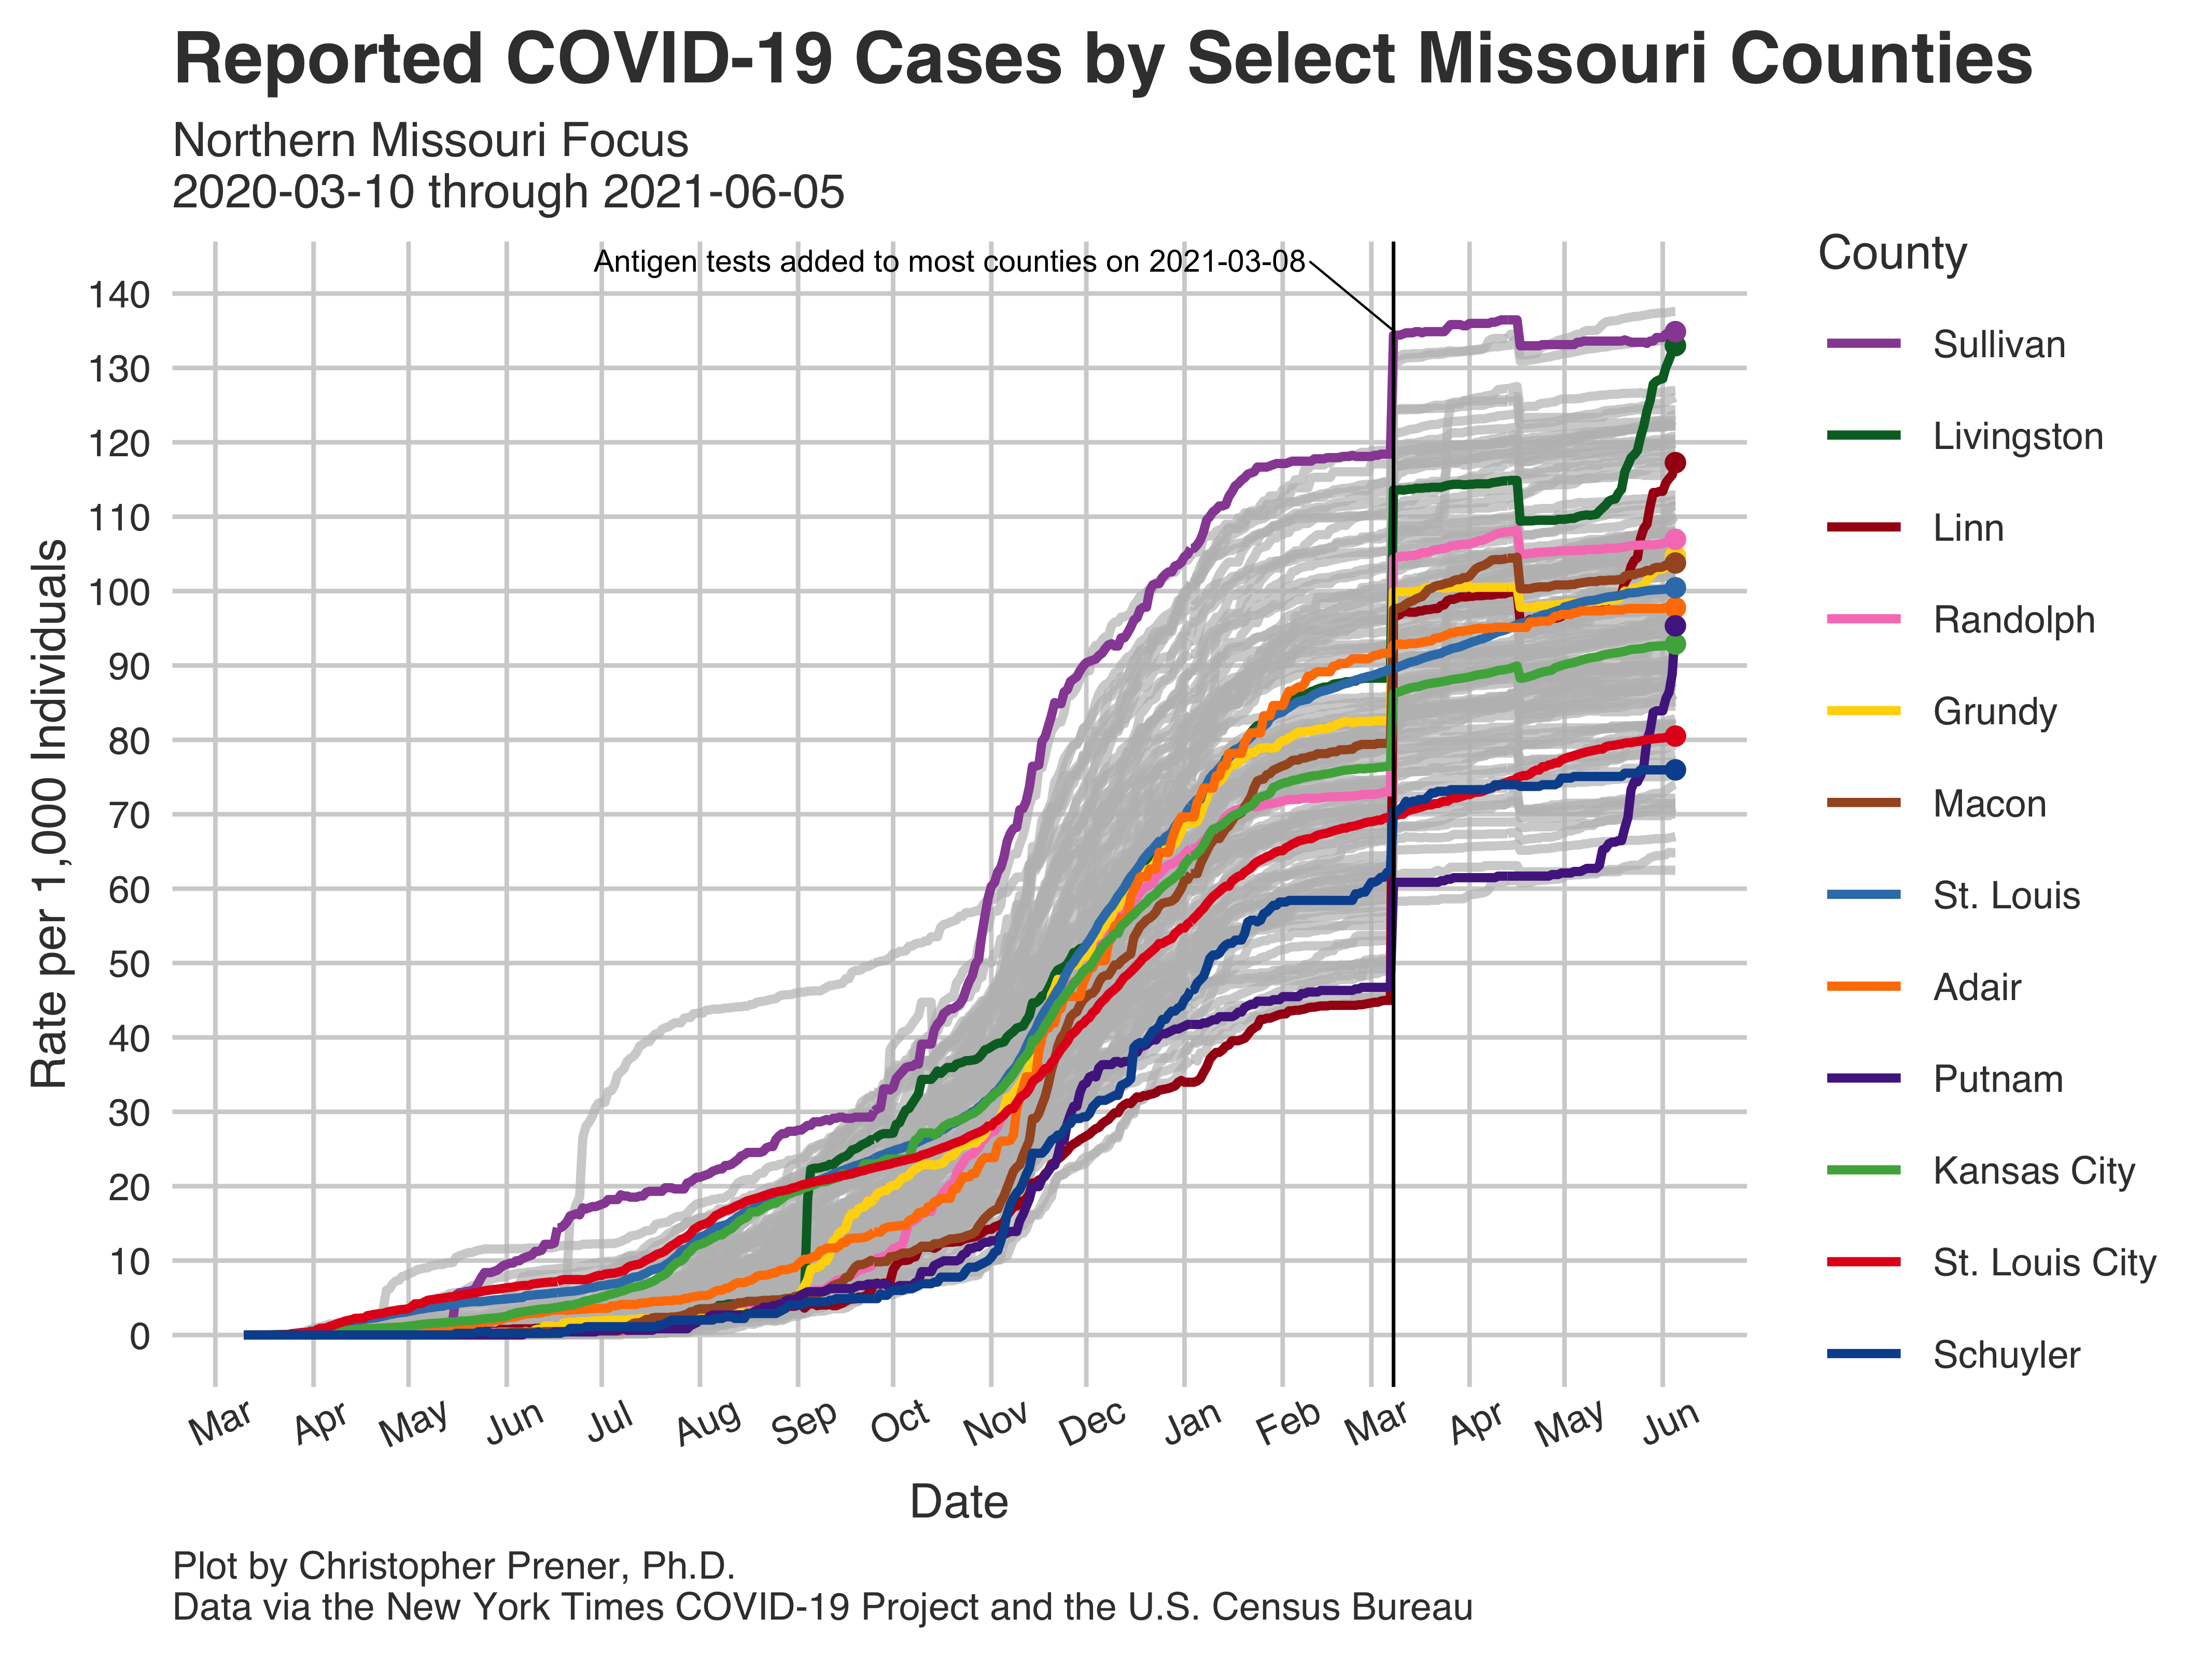 Reported COVID-19 Cases by Select Missouri Counties
Northern Missouri Focus
2020-03-10 through 2021-06-05
Antigen tests added to most counties on 2021-03-08
140
130
120
110
100
90
80
70
60
50
40
30
20
10
0
Rate per 1,000 Individuals
Mar
Apr
May
Jun
Jul
Aug
Sep
Oct
Nov
Dec
Jan
Feb
Mar
Apr
May
Jun
Date
County
Sullivan
Livingston
Linn
Randolph
Grundy
Macon
St. Louis
Adair
Putnam
Kansas City
St. Louis City
Schuyler
Plot by Christopher Prener, Ph.D.
Data via the New York Times COVID-19 Project and the U.S. Census Bureau